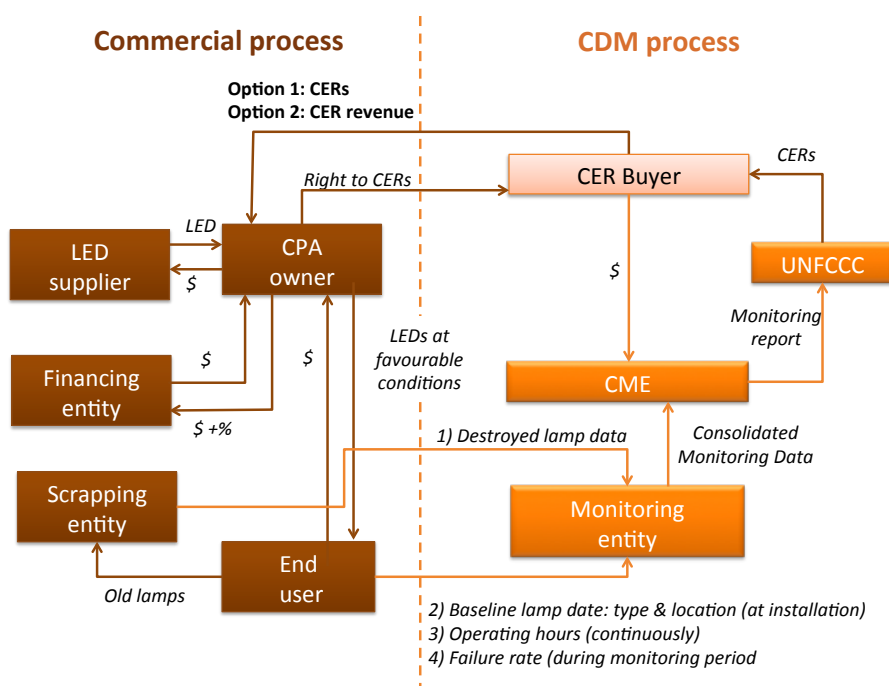 Commercial process
CDM process
Option 1: CERs
Option 2: CER revenue
CERs
Right to CERs
CER Buyer
LED
LED
supplier
$
CPA
owner
$
UNFCCC
Monitoring
report
LEDs at
favourable
conditions
$
$
Financing
entity
$ +%
CME
1) Destroyed lamp data
Consolidated
Monitoring Data
Scrapping
entity
Monitoring
entity
Old lamps
End
user
2) Baseline lamp date: type & location (at installation)
3) Operating hours (continuously)
4) Failure rate (during monitoring period